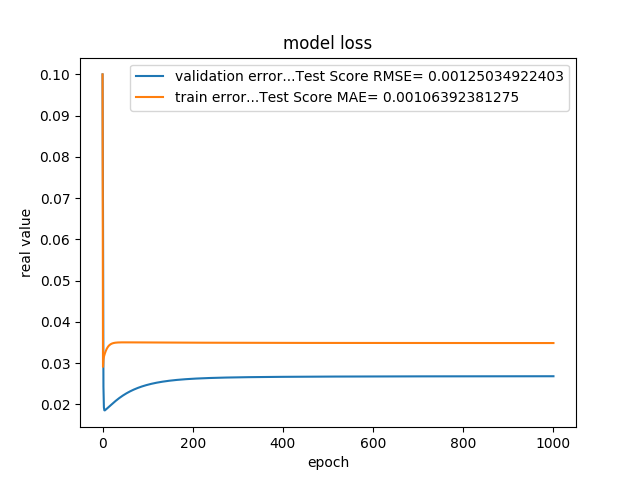 model loss
validation error...Test Score RMSE= 0.00125034922403
train error...Test Score MAE= 0.00106392381275
0.10
0.09
0.08
0.07
0.06
0.05
0.04
0.03
0.02
real value
0 200 400 600 800 1000
epoch